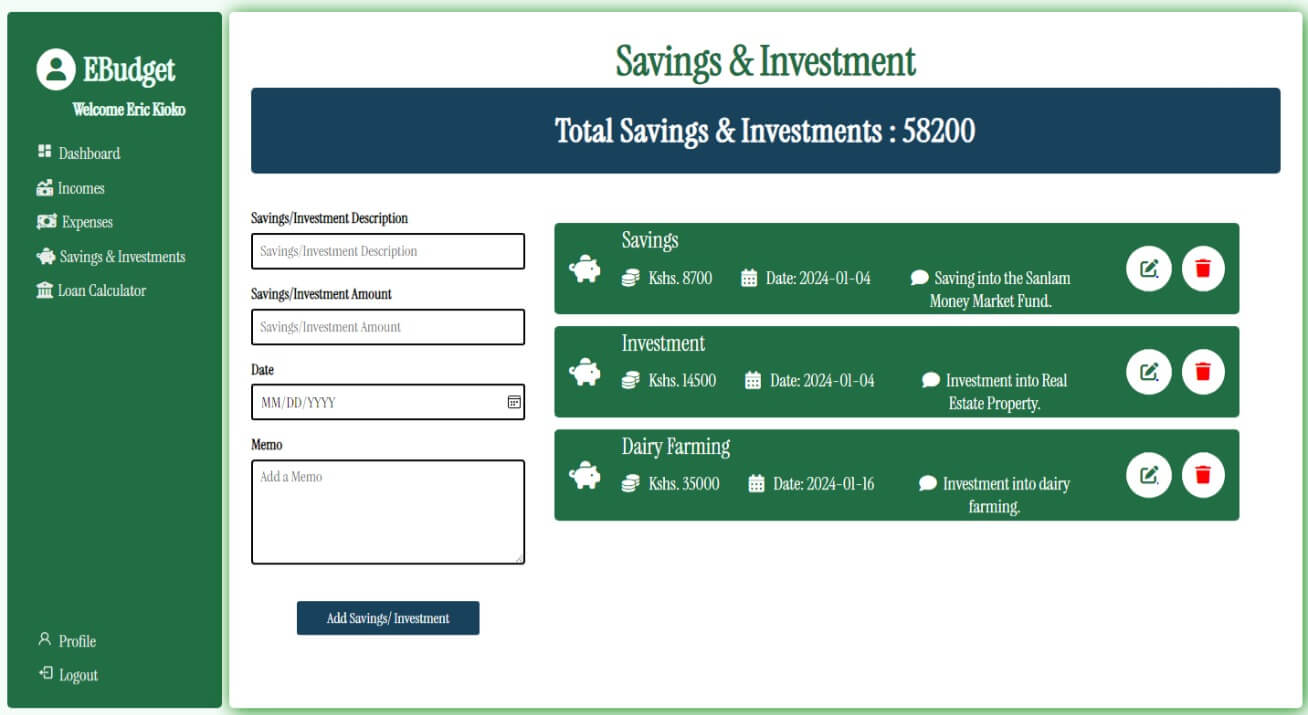 EBudget
Welcome Eric Kioko
Dashboard
Incomes
Expenses
Savings & Investments
Loan Calculator
Profile
Logout
Savings & Investment
Total Savings & Investments : 58200
Savings/Investment Description
Savings/Investment Description
Savings/Investment Amount
Savings/Investment Amount
Date
MM/DD/YYYY
Memo
Add a Memo
Add Savings/ Investment
Savings
Kshs. 8700 Date: 2024-01-04 Saving into the Sanlam
Money Market Fund.
Investment
Kshs. 14500 Date: 2024-01-04 Investment into Real
Estate Property.
Dairy Farming
Kshs. 35000 Date: 2024-01-16 Investment into dairy
farming.